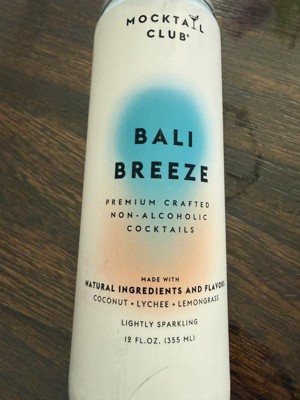 MOCKTAIL
CLUB®
BALI
BREEZE
PREMIUM CRAFTED
NON-ALCOHOLIC
COCKTAILS
MADE WITH
NATURAL INGREDIENTS AND FLAVORS
COCONUT • LYCHEE • LEMONGRASS
LIGHTLY SPARKLING
12 FL.OZ. (355 ML)